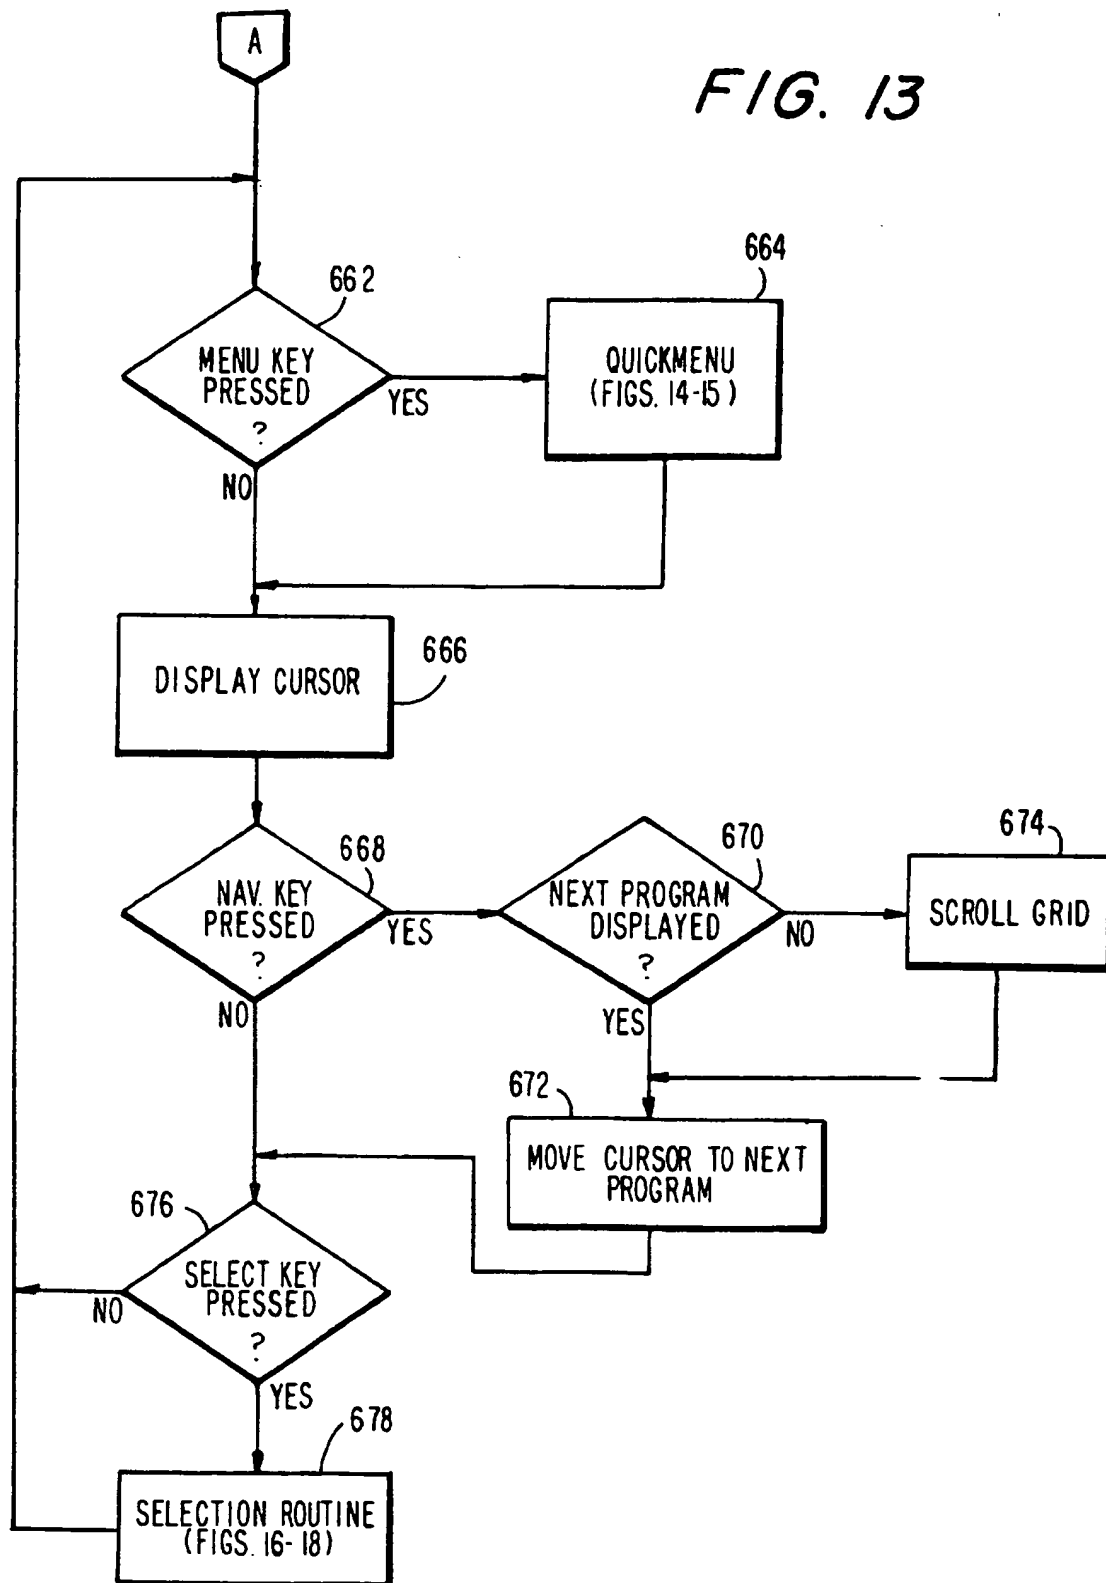 A
FIG. 13
662
664
MENU KEY
PRESSED
?
YES
NO
QUICKMENU
(FIGS. 14-15)
DISPLAY CURSOR
666
668
NAV. KEY
PRESSED
?
YES
NO
670
NEXT PROGRAM
DISPLAYED
?
NO
YES
674
SCROLL GRID
672
MOVE CURSOR TO NEXT
PROGRAM
676
SELECT KEY
PRESSED
?
NO
YES
678
SELECTION ROUTINE
(FIGS. 16-18)